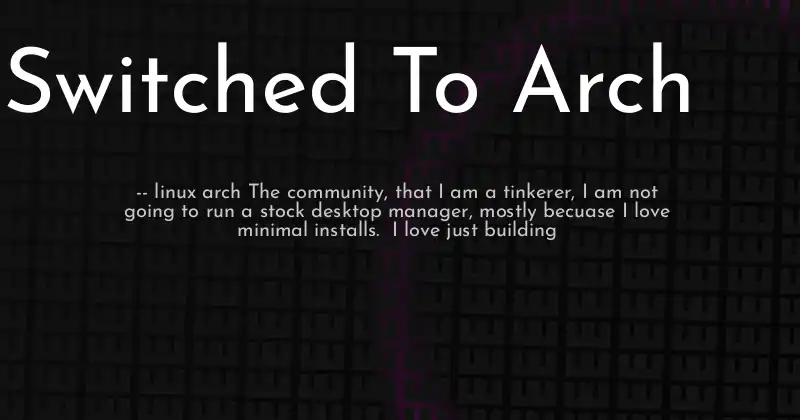 Switched To Arch
-- linux arch The community, that I am a tinkerer, I am not
going to run a stock desktop manager, mostly becuase I love
minimal installs.  I love just building